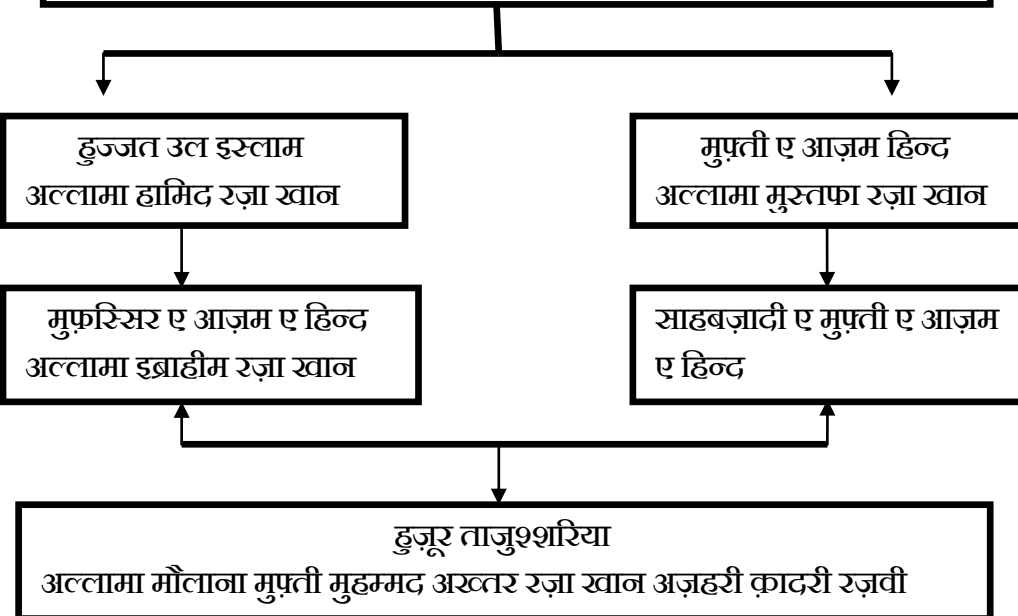 हुज्जत उल इस्लाम
अल्लामा हामिद रज़ा खान
मुफ़्ती ए आज़म हिन्द
अल्लामा मुस्तफा रज़ा खान
मुफ़स्सिर ए आज़म ए हिन्द
अल्लामा इब्राहीम रज़ा खान
साहबज़ादी ए मुफ़्ती ए आज़म
ए हिन्द
हुज़ूर ताजुश्शरिया
अल्लामा मौलाना मुफ़्ती मुहम्मद अख्तर रज़ा खान अज़हरी क़ादरी रज़वी